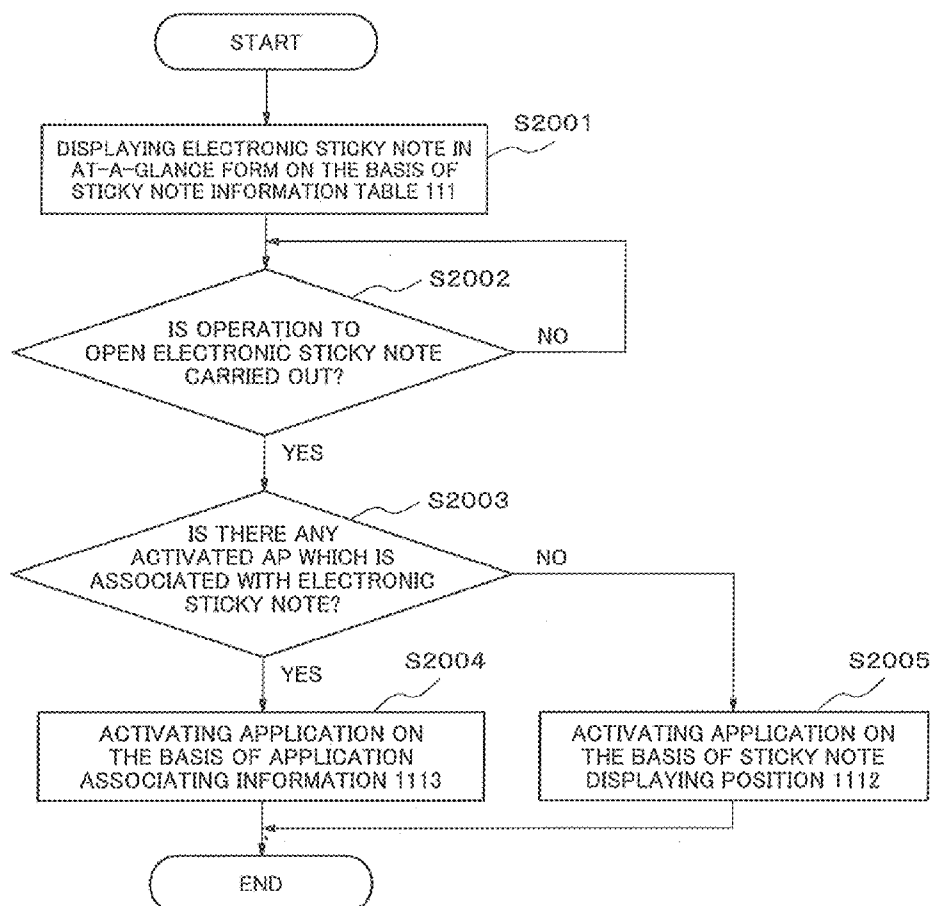 START
S2001
DISPLAYING ELECTRONIC STICKY NOTE IN
AT-A-GLANCE FORM ON THE BASIS OF
STICKY NOTE INFORMATION TABLE 111
S2002
IS OPERATION TO
OPEN ELECTRONIC STICKY NOTE
CARRIED OUT?
NO
YES
S2003
IS THERE ANY
ACTIVATED AP WHICH IS
ASSOCIATED WITH ELECTRONIC
STICKY NOTE?
NO
YES
S2004
ACTIVATING APPLICATION ON
THE BASIS OF APPLICATION
ASSOCIATING INFORMATION 1113
S2005
ACTIVATING APPLICATION ON
THE BASIS OF STICKY NOTE
DISPLAYING POSITION 1112
END